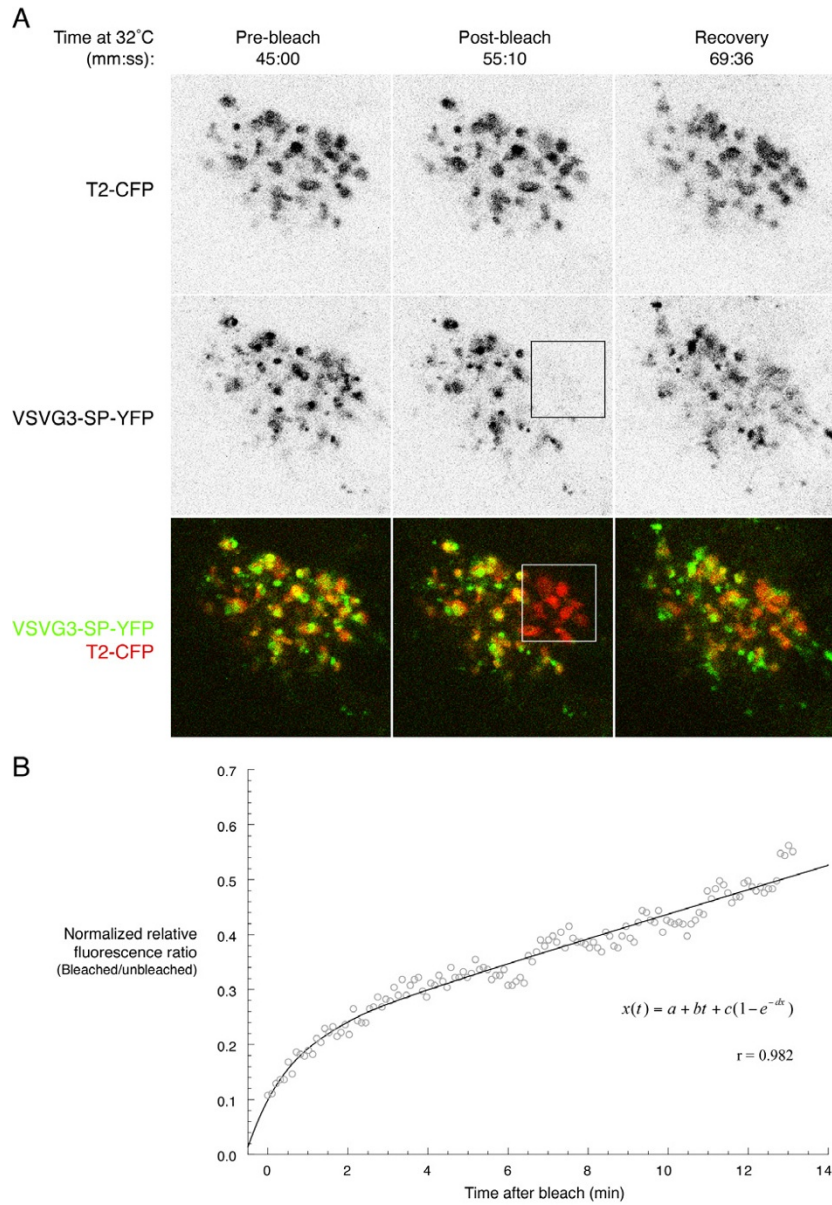 A
Time at 32°C
(mm:ss):
Pre-bleach
45:00
Post-bleach
55:10
Recovery
69:36
T2-CFP
VSVG3-SP-YFP
VSVG3-SP-YFP
T2-CFP
B
0.7
0.6
0.5
0.4
0.3
0.2
0.1
0.0
Normalized relative
fluorescence ratio
(Bleached/unbleached)
x(t) = a + bt + c(1 − e^{−dx})
r = 0.982
0 2 4 6 8 10 12 14
Time after bleach (min)